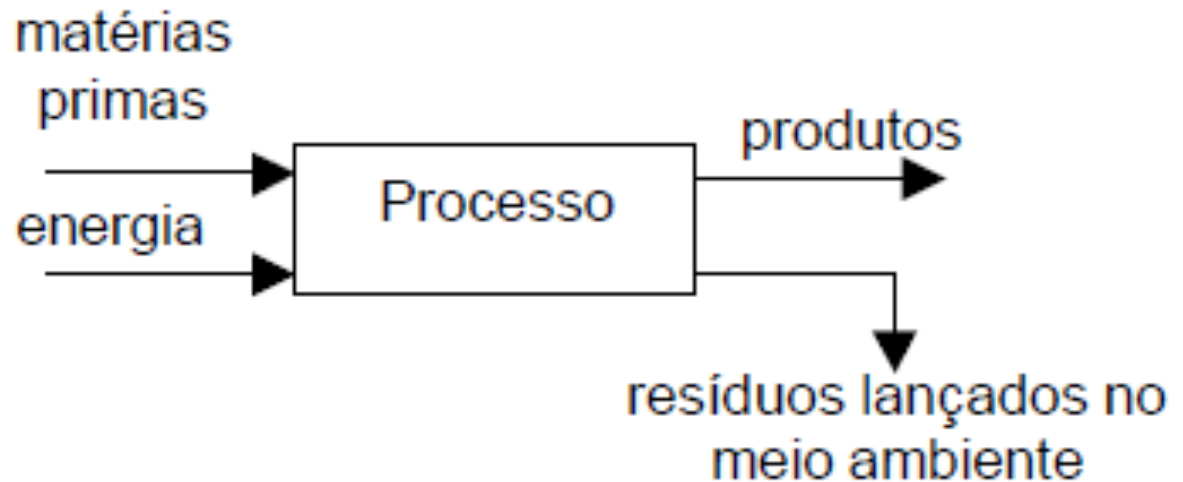 matérias
primas
energia
Processo
produtos
resíduos lançados no
meio ambiente